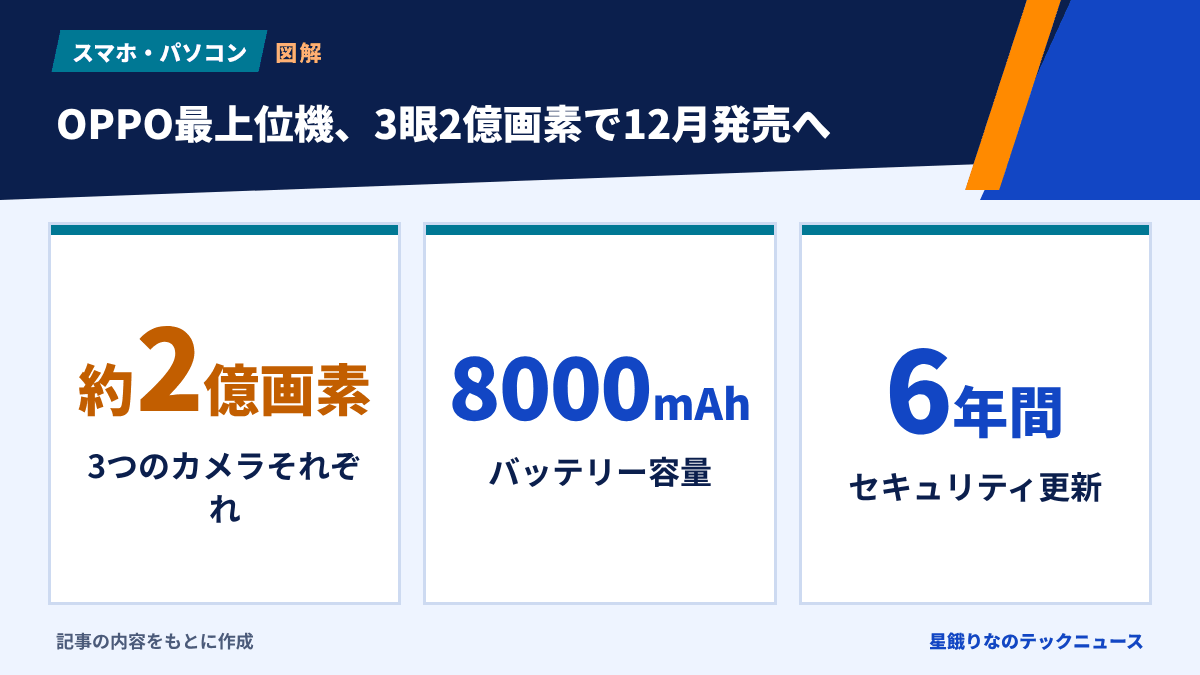 スマホ・パソコン 図解
OPPO最上位機、3眼2億画素で12月発売へ
約2億画素
3つのカメラそれぞ
れ
8000mAh
バッテリー容量
6年間
セキュリティ更新
記事の内容をもとに作成
星餓りなのテックニュース